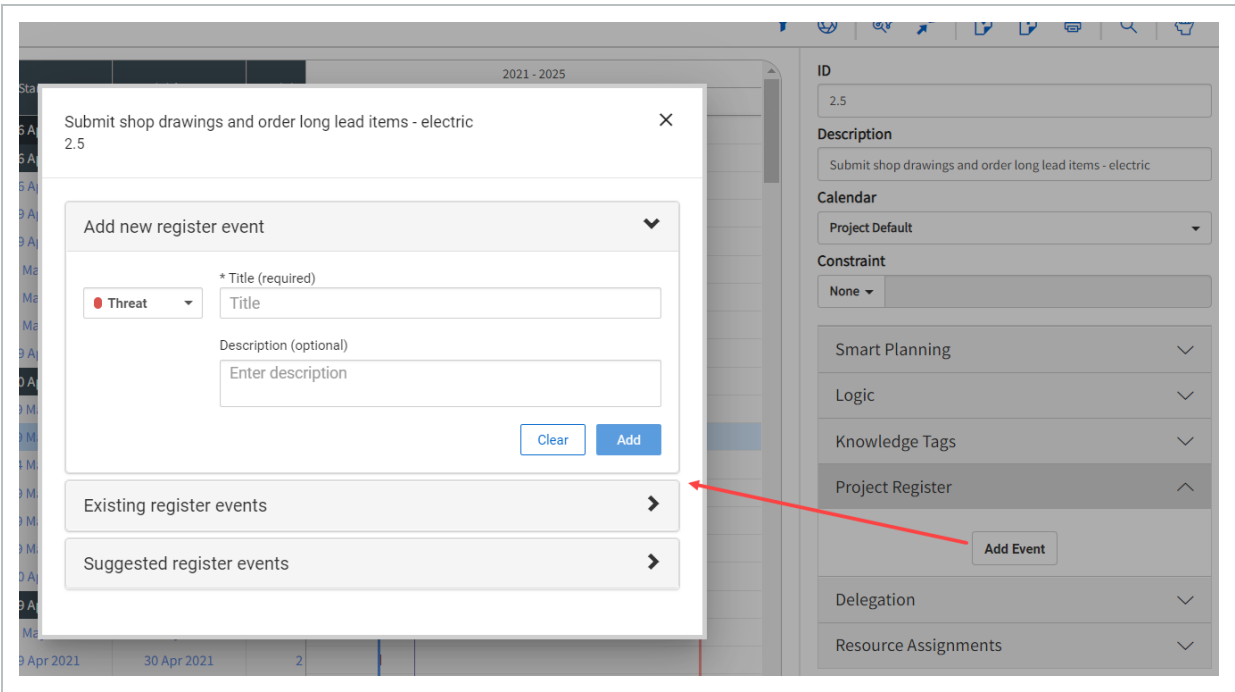 2021 - 2025
Submit shop drawings and order long lead items - electric
2.5
Add new register event
* Title (required)
Threat
Title
Description (optional)
Enter description
Clear
Add
Existing register events
Suggested register events
9 Apr 2021
30 Apr 2021
2
ID
2.5
Description
Submit shop drawings and order long lead items - electric
Calendar
Project Default
Constraint
None
Smart Planning
Logic
Knowledge Tags
Project Register
Add Event
Delegation
Resource Assignments